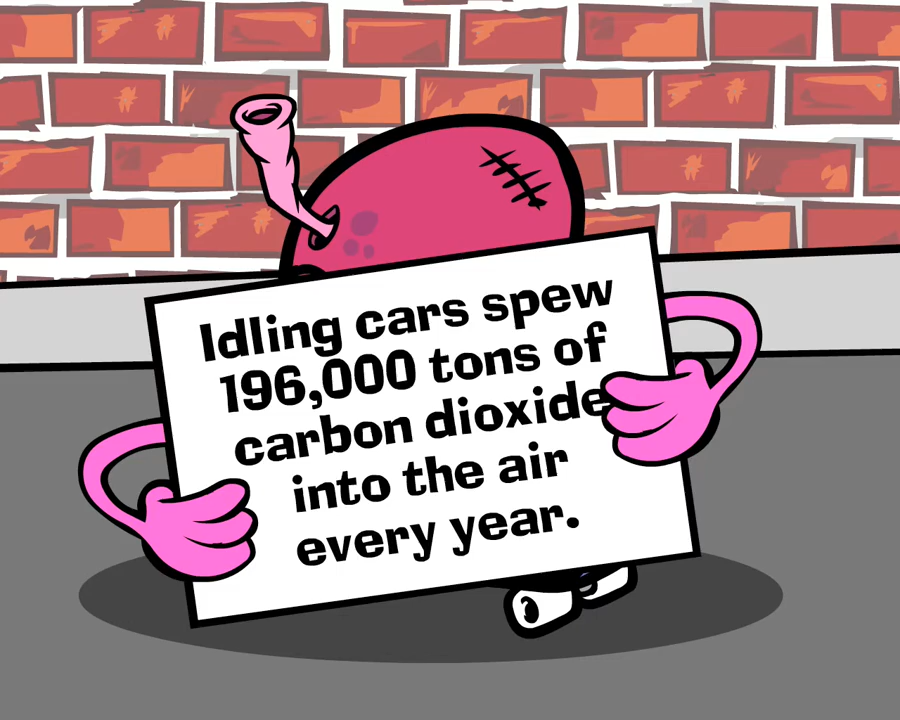 Idling cars spew
196,000 tons of
carbon dioxide
into the air
every year.